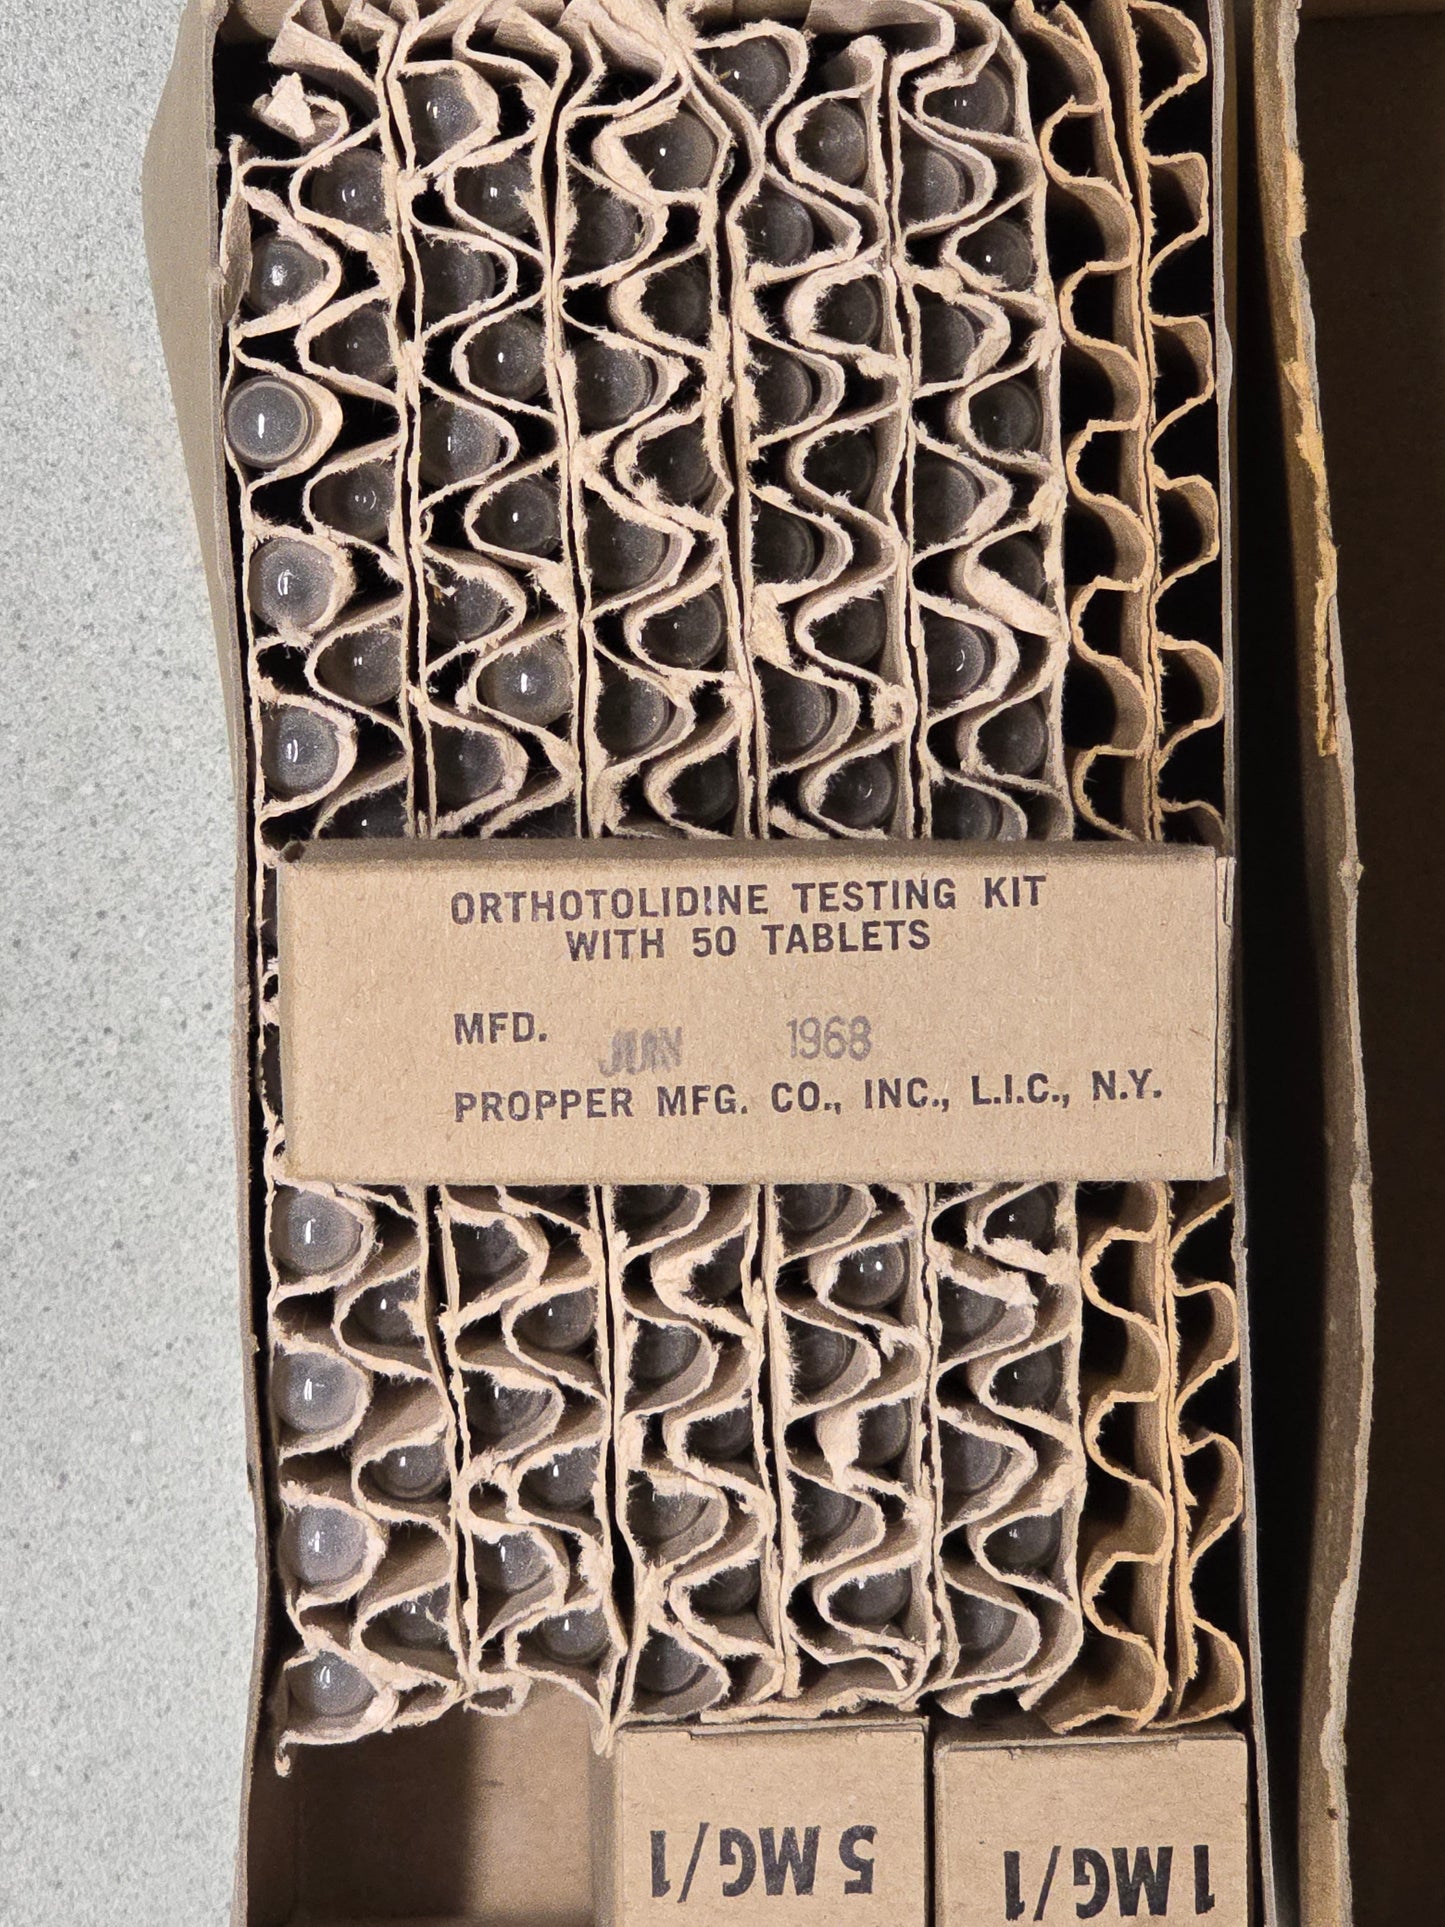 ORTHOTOLIDINE TESTING KIT
WITH 50 TABLETS
MFD. JUN 1968
PROPPER MFG. CO., INC., L.I.C., N.Y.
5 MG/1
1 MG/1